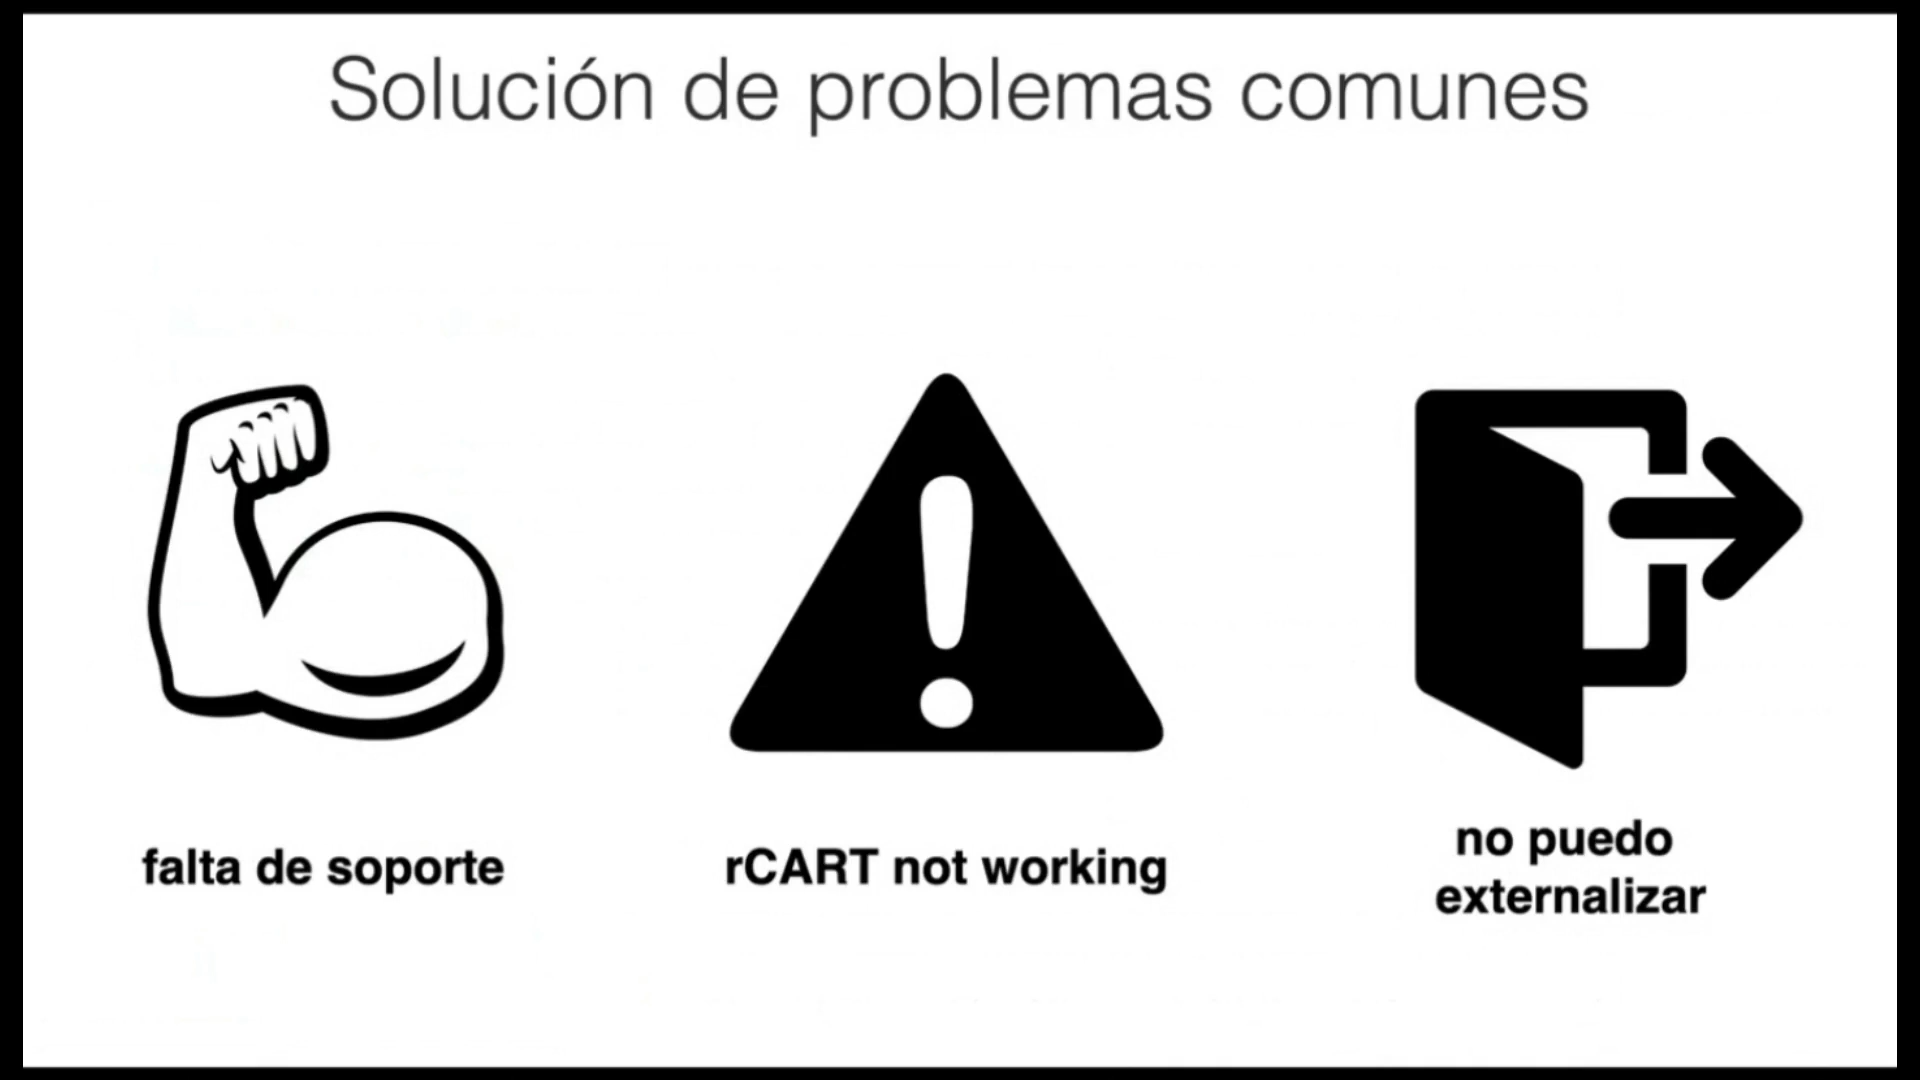 Solución de problemas comunes
falta de soporte
rCART not working
no puedo
externalizar